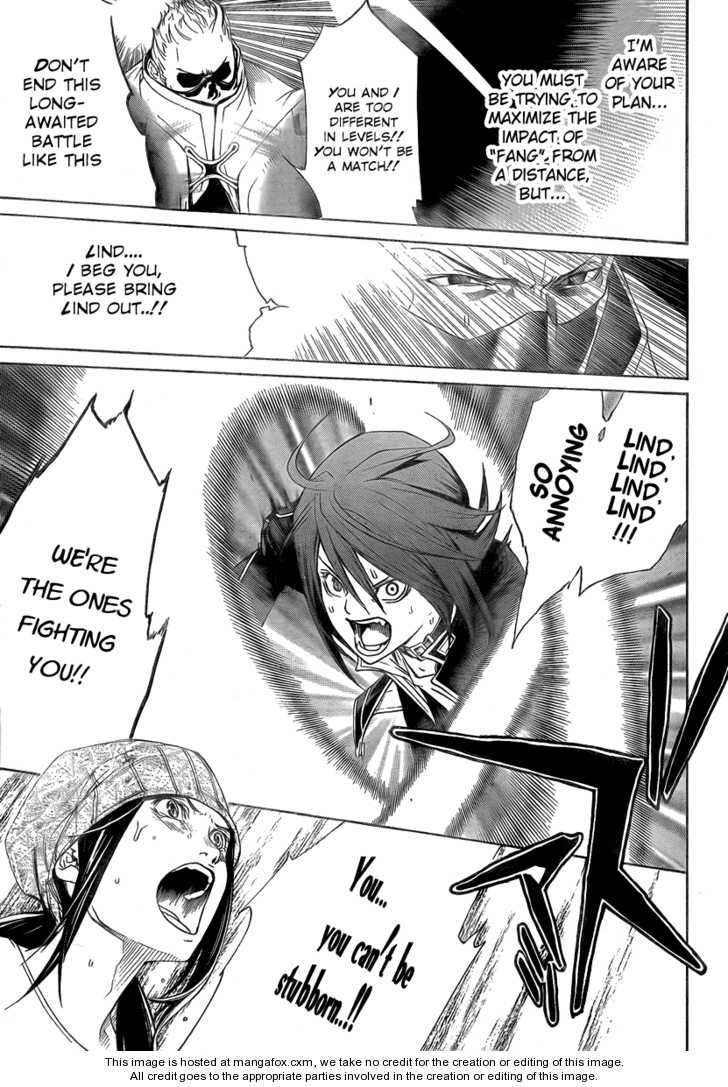 I'M
AWARE
OF YOUR
PLAN...
YOU MUST
BE TRYING TO
MAXIMIZE THE
IMPACT OF
"FANG" FROM
A DISTANCE,
BUT...
YOU AND I
ARE TOO
DIFFERENT
IN LEVELS!!
YOU WON'T BE
A MATCH!!
DON'T
END THIS
LONG-
AWAITED
BATTLE
LIKE THIS
LIND....
I BEG YOU,
PLEASE BRING
LIND OUT..!!
LIND,
LIND,
LIND,
LIND
!!!
SO
ANNOYING
WE'RE
THE ONES
FIGHTING
YOU!!
You...
you can't be
stubborn..!!
This image is hosted at mangafox.cxm, we take no credit for the creation or editing of this image.
All credit goes to the appropriate parties involved in the creation or editing of this image.